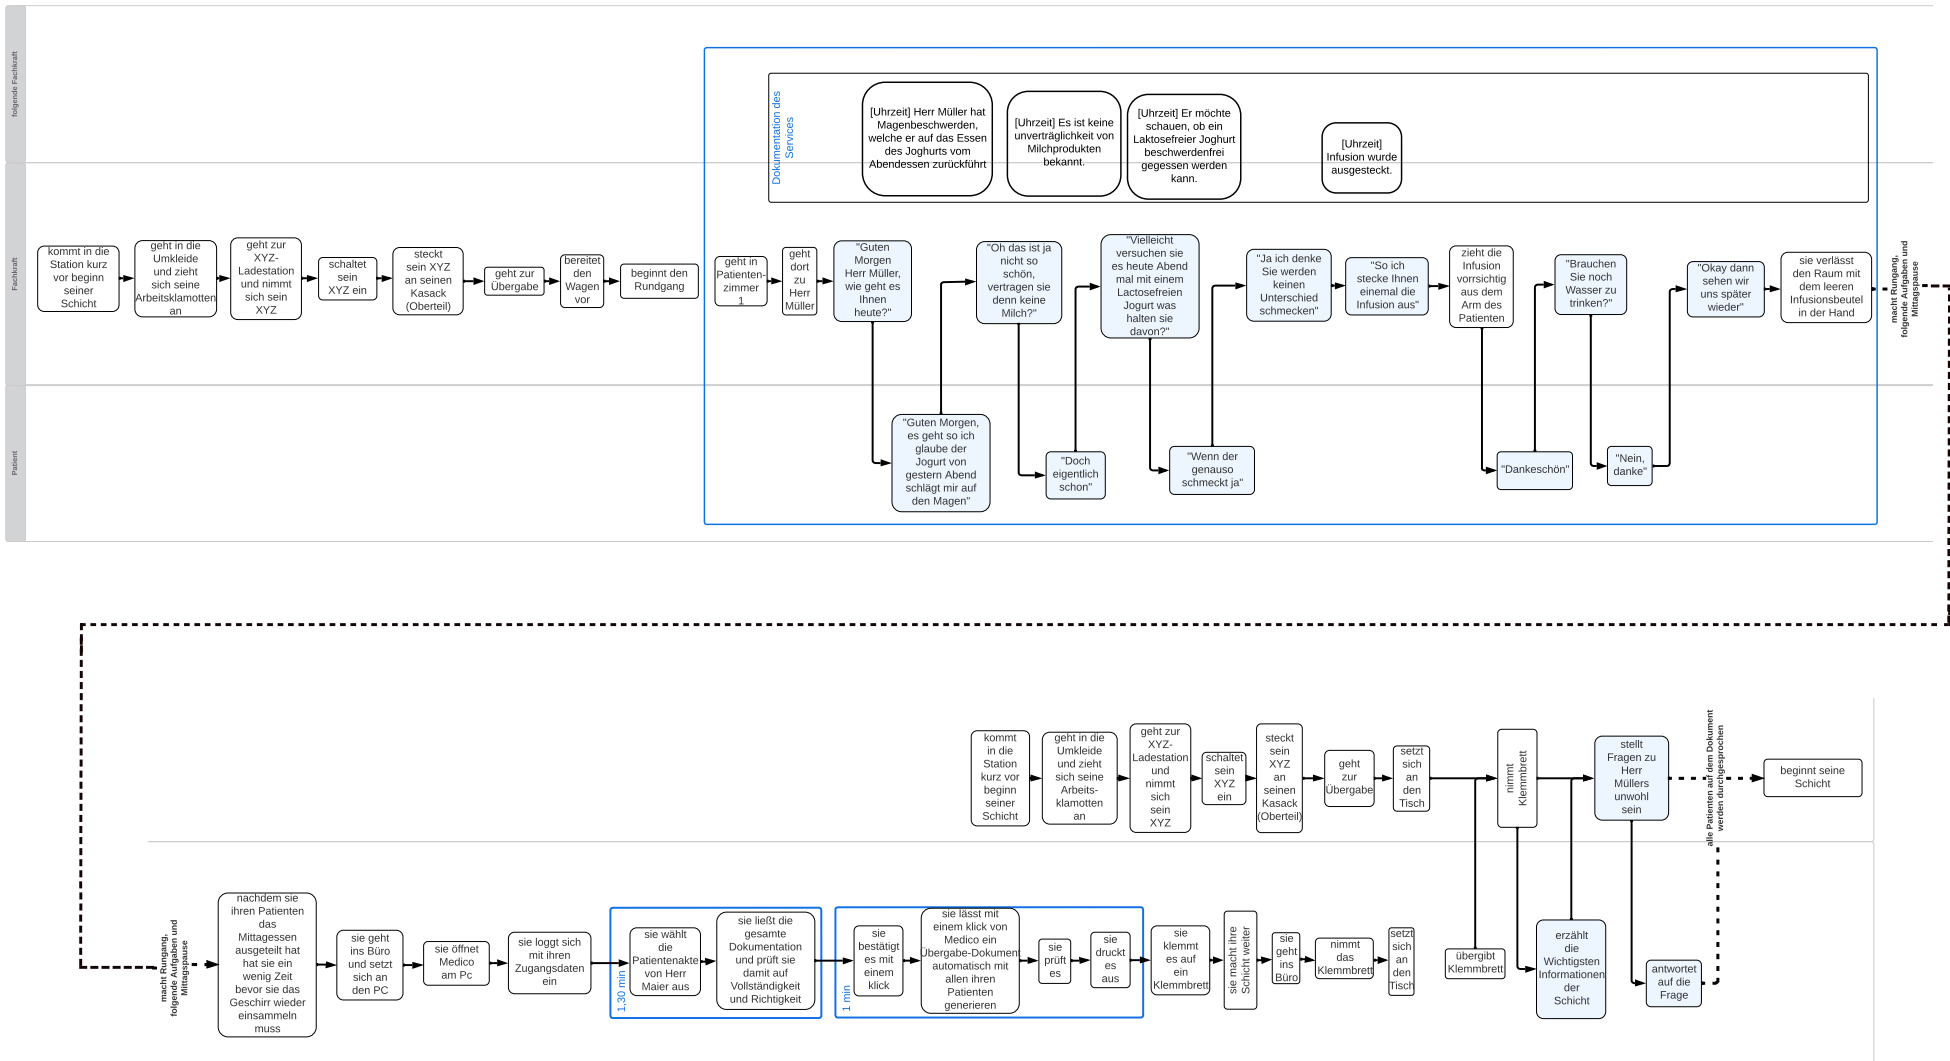 folgende Fachkraft
Dokumentation des
Services
[Uhrzeit] Herr Müller hat
Magenbeschwerden,
welche er auf das Essen
des Joghurts vom
Abendessen zurückführt
[Uhrzeit] Es ist keine
unverträglichkeit von
Milchprodukten
bekannt.
[Uhrzeit] Er möchte
schauen, ob ein
Laktosefreier Joghurt
beschwerdenfrei
gegessen werden
kann.
[Uhrzeit]
Infusion wurde
ausgesteckt.
Fachkraft
kommt in die
Station kurz
vor beginn
seiner
Schicht
geht in die
Umkleide
und zieht
sich seine
Arbeitsklamotten
an
geht zur
XYZ-
Ladestation
und nimmt
sich sein
XYZ
schaltet
sein
XYZ ein
steckt
sein XYZ
an seinen
Kasack
(Oberteil)
geht zur
Übergabe
bereitet
den
Wagen
vor
beginnt den
Rundgang
geht in
Patienten-
zimmer
1
geht
dort
zu
Herr
Müller
"Guten
Morgen
Herr Müller,
wie geht es
Ihnen
heute?"
"Oh das ist ja
nicht so
schön,
vertragen sie
denn keine
Milch?"
"Vielleicht
versuchen sie
es heute Abend
mal mit einem
Lactosefreien
Jogurt was
halten sie
davon?"
"Ja ich denke
Sie werden
keinen
Unterschied
schmecken"
"So ich
stecke Ihnen
einemal die
Infusion aus"
zieht die
Infusion
vorrsichtig
aus dem
Arm des
Patienten
"Brauchen
Sie noch
Wasser zu
trinken?"
"Okay dann
sehen wir
uns später
wieder"
sie verlässt
den Raum mit
dem leeren
Infusionsbeutel
in der Hand
macht Rungang,
folgende Aufgaben und
Mittagspause
Patient
"Guten Morgen,
es geht so ich
glaube der
Jogurt von
gestern Abend
schlägt mir auf
den Magen"
"Doch
eigentlich
schon"
"Wenn der
genauso
schmeckt ja"
"Dankeschön"
"Nein,
danke"
kommt
in die
Station
kurz vor
beginn
seiner
Schicht
geht in die
Umkleide
und zieht
sich seine
Arbeits-
klamotten
an
geht zur
XYZ-
Ladestation
und
nimmt
sich
sein
XYZ
schaltet
sein
XYZ
ein
steckt
sein
XYZ
an
seinen
Kasack
(Oberteil)
geht
zur
Übergabe
setzt
sich
an
den
Tisch
nimmt
Klemmbrett
stellt
Fragen zu
Herr
Müllers
unwohl
sein
alle Patienten auf dem Dokument
werden durchgesprochen
beginnt seine
Schicht
macht Rungang,
folgende Aufgaben und
Mittagspause
nachdem sie
ihren Patienten
das
Mittagessen
ausgeteilt hat
hat sie ein
wenig Zeit
bevor sie das
Geschirr wieder
einsammeln
muss
sie geht
ins Büro
und setzt
sich an
den PC
sie öffnet
Medico
am Pc
sie loggt sich
mit ihren
Zugangsdaten
ein
1,30 min
sie wählt
die
Patientenakte
von Herr
Maier aus
sie ließt die
gesamte
Dokumentation
und prüft sie
damit auf
Vollständigkeit
und Richtigkeit
1 min
sie
bestätigt
es mit
einem
klick
sie lässt mit
einem klick von
Medico ein
Übergabe-Dokument
automatisch mit
allen ihren
Patienten
generieren
sie
prüft
es
sie
druckt
es
aus
sie
klemmt
es auf
ein
Klemmbrett
sie macht ihre
Schicht weiter
sie
geht
ins
Büro
nimmt
das
Klemmbrett
setzt
sich
an
den
Tisch
übergibt
Klemmbrett
erzählt
die
Wichtigsten
Informationen
der
Schicht
antwortet
auf die
Frage